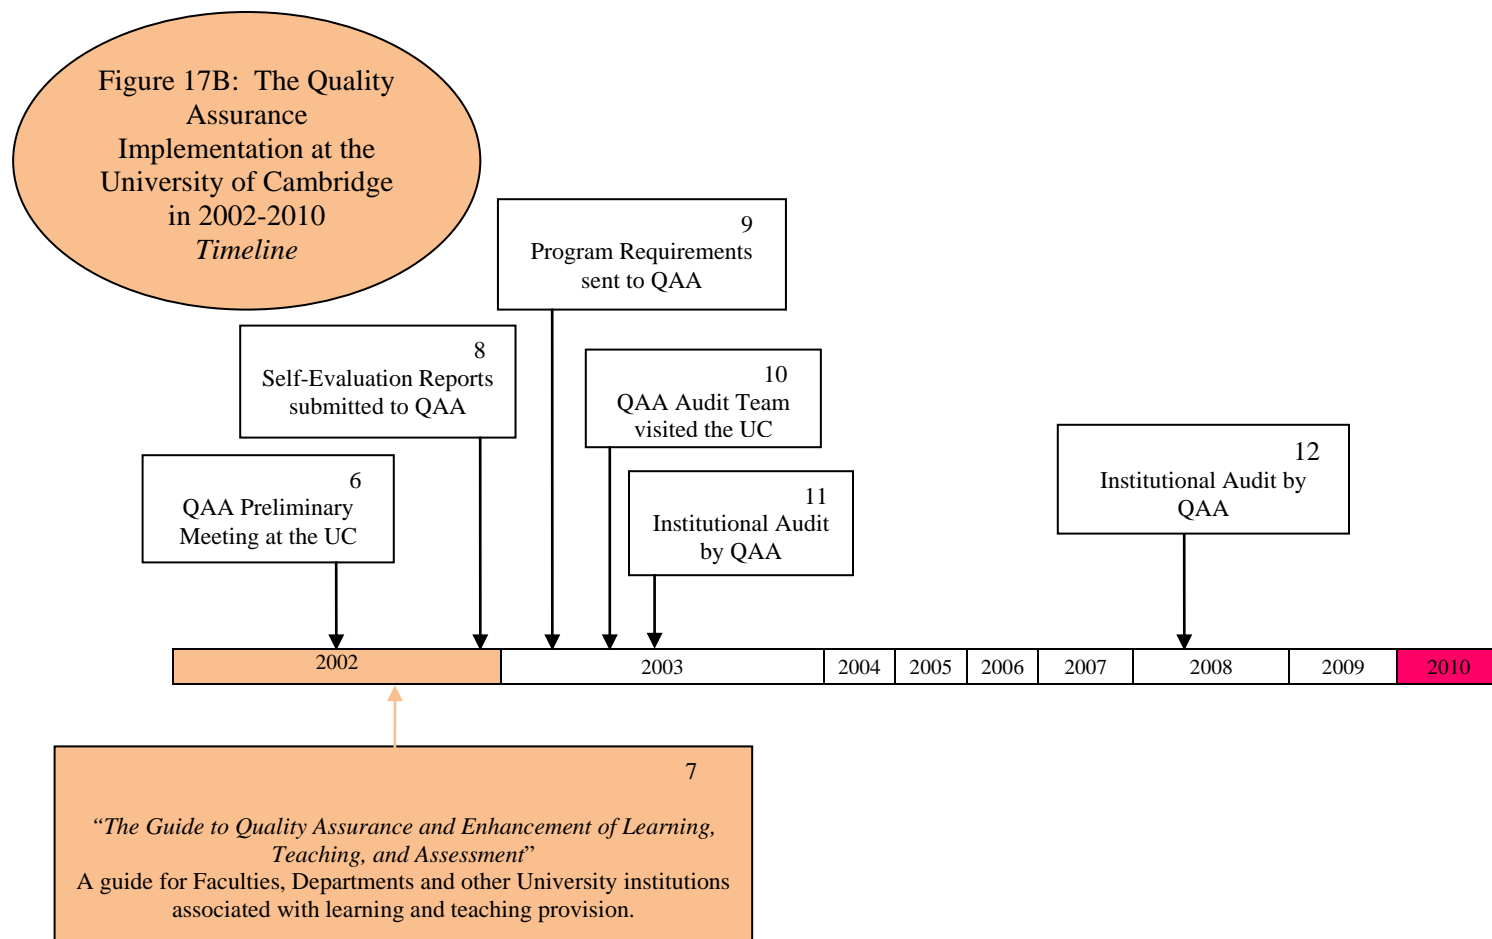 Figure 17B: The Quality
Assurance
Implementation at the
University of Cambridge
in 2002-2010
Timeline
9
Program Requirements
sent to QAA
8
Self-Evaluation Reports
submitted to QAA
10
QAA Audit Team
visited the UC
12
Institutional Audit by
QAA
6
QAA Preliminary
Meeting at the UC
11
Institutional Audit
by QAA
2002
2003
2004
2005
2006
2007
2008
2009
2010
7
“The Guide to Quality Assurance and Enhancement of Learning,
Teaching, and Assessment”
A guide for Faculties, Departments and other University institutions
associated with learning and teaching provision.